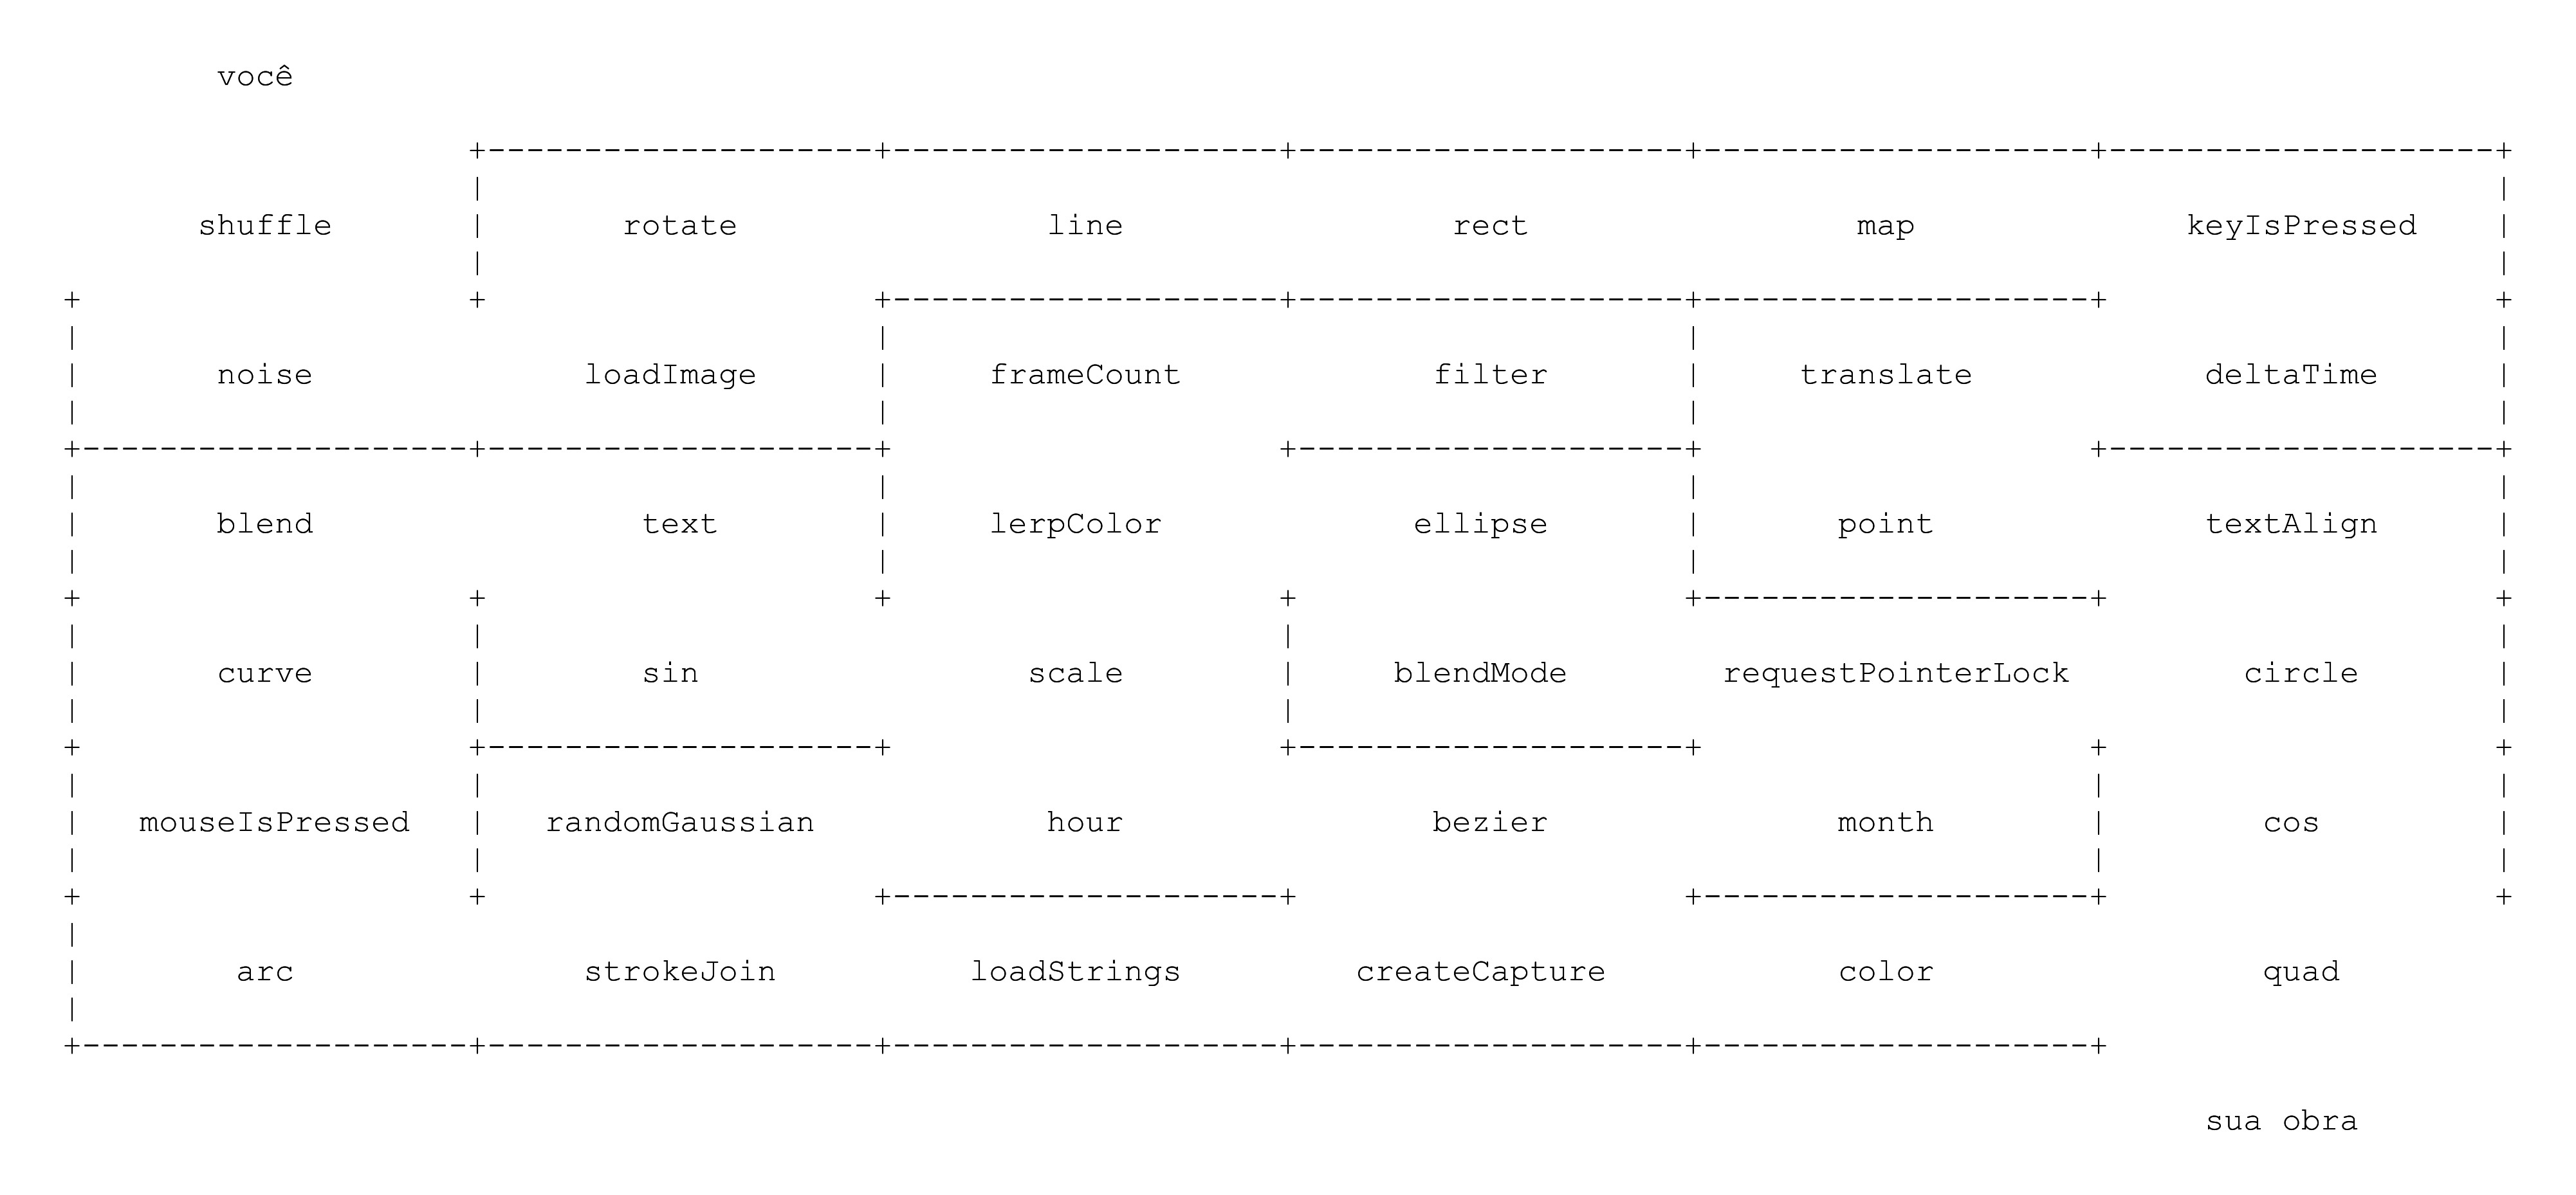 você
shuffle rotate line rect map keyIsPressed
noise loadImage frameCount filter translate deltaTime
blend text lerpColor ellipse point textAlign
curve sin scale blendMode requestPointerLock circle
mouseIsPressed randomGaussian hour bezier month cos
arc strokeJoin loadStrings createCapture color quad
sua obra